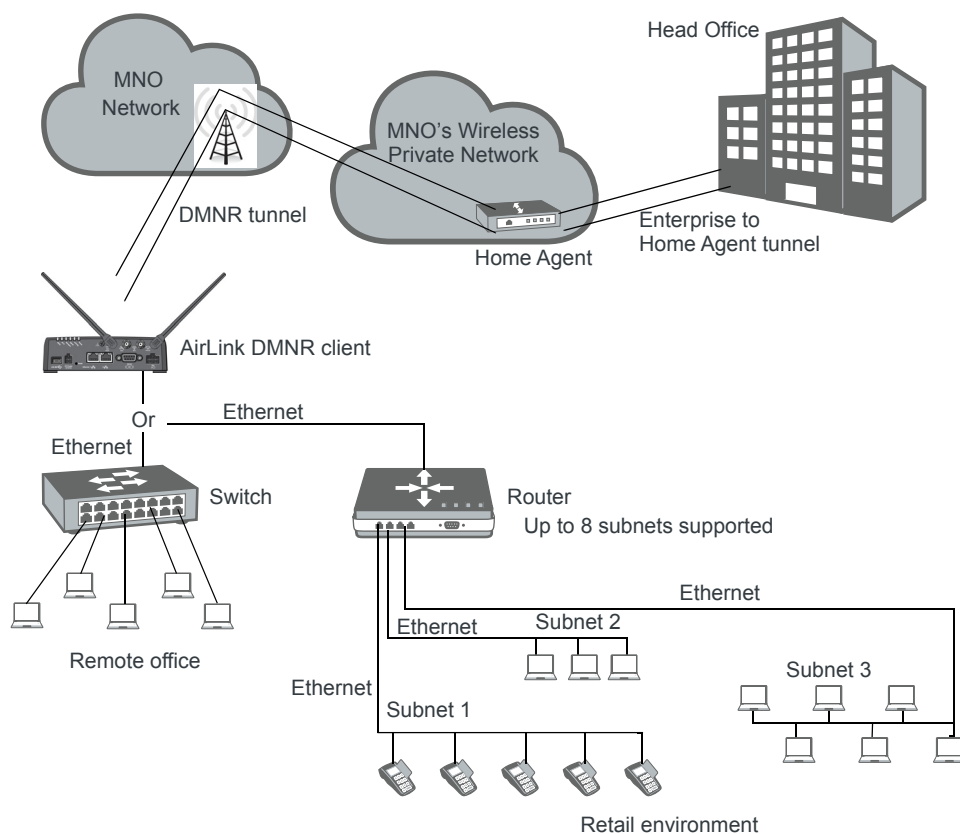 Head Office
MNO
Network
MNO's Wireless
Private Network
DMNR tunnel
Enterprise to
Home Agent tunnel
Home Agent
AirLink DMNR client
Or
Ethernet
Ethernet
Switch
Router
Up to 8 subnets supported
Ethernet
Ethernet
Subnet 2
Remote office
Subnet 3
Ethernet
Subnet 1
Retail environment